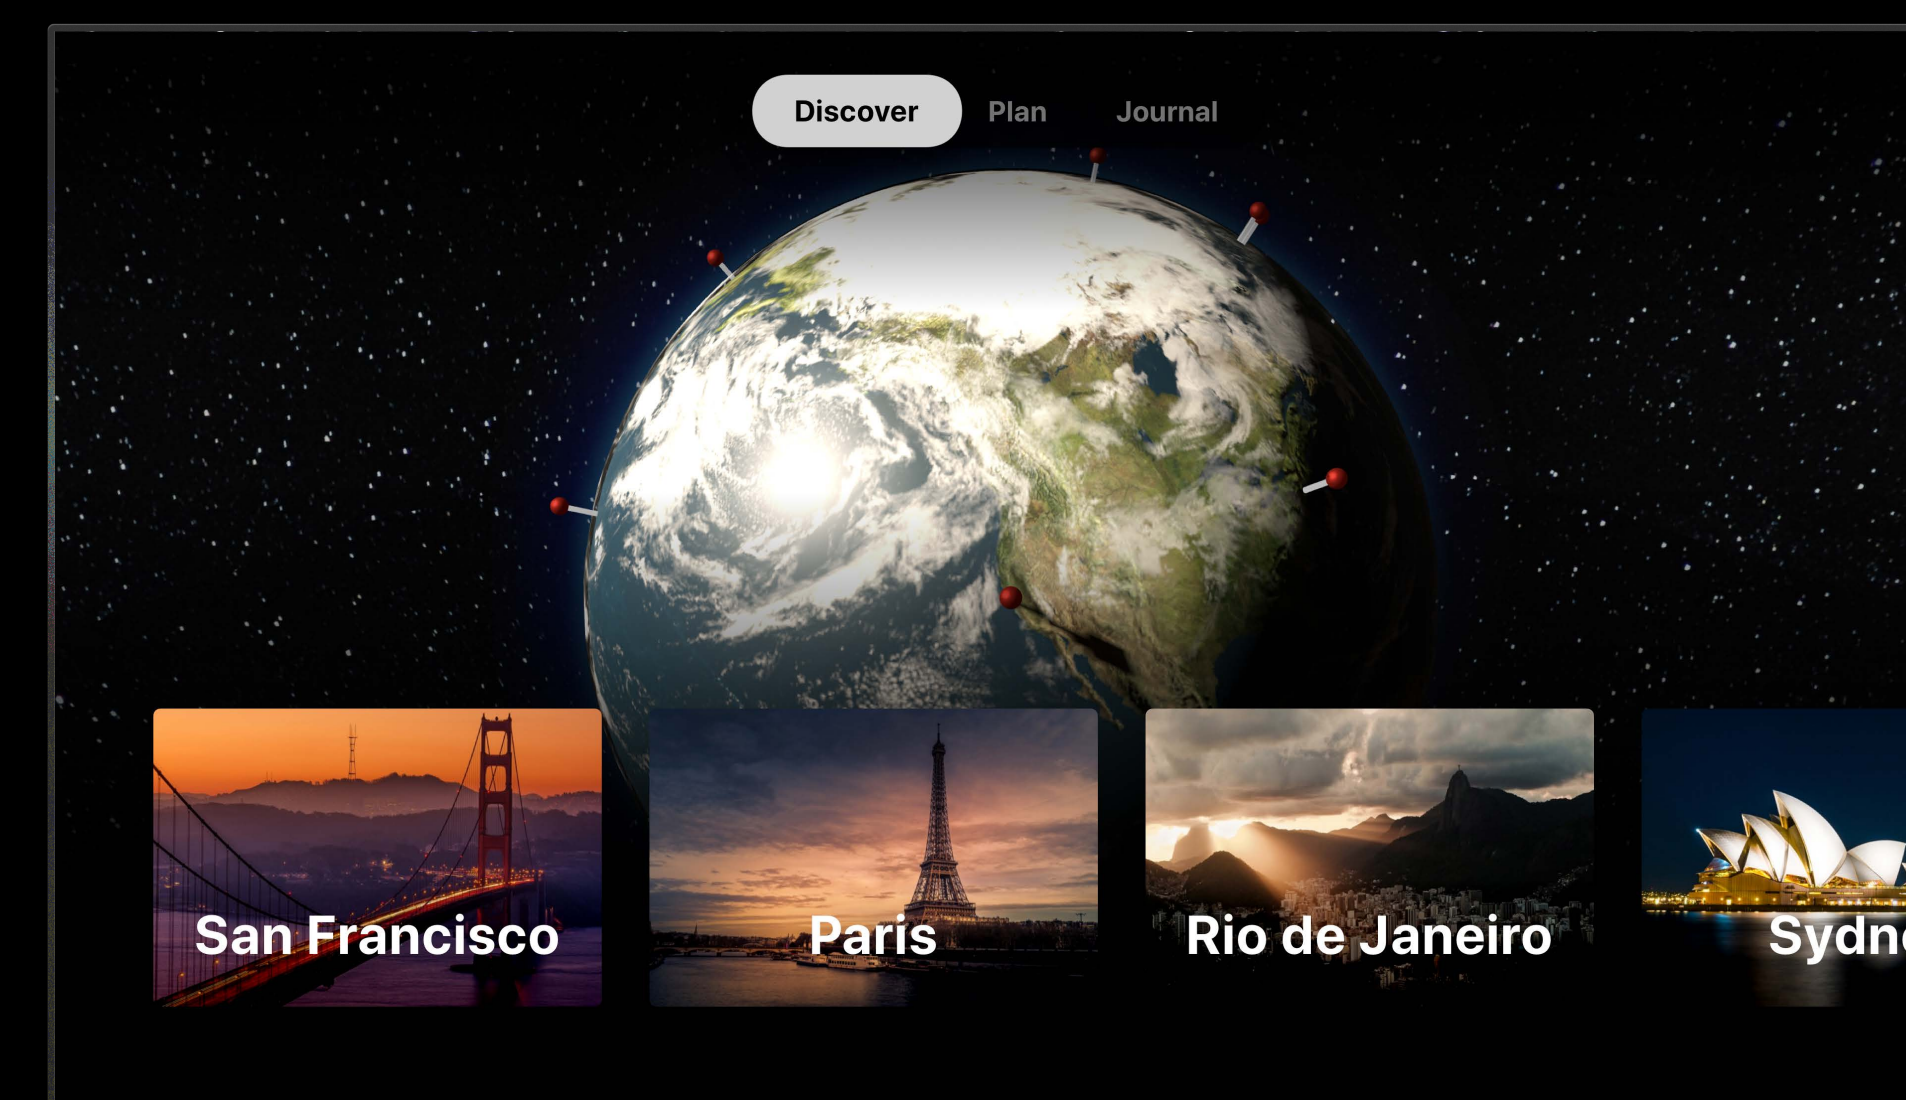 Discover Plan Journal
San Francisco
Paris
Rio de Janeiro